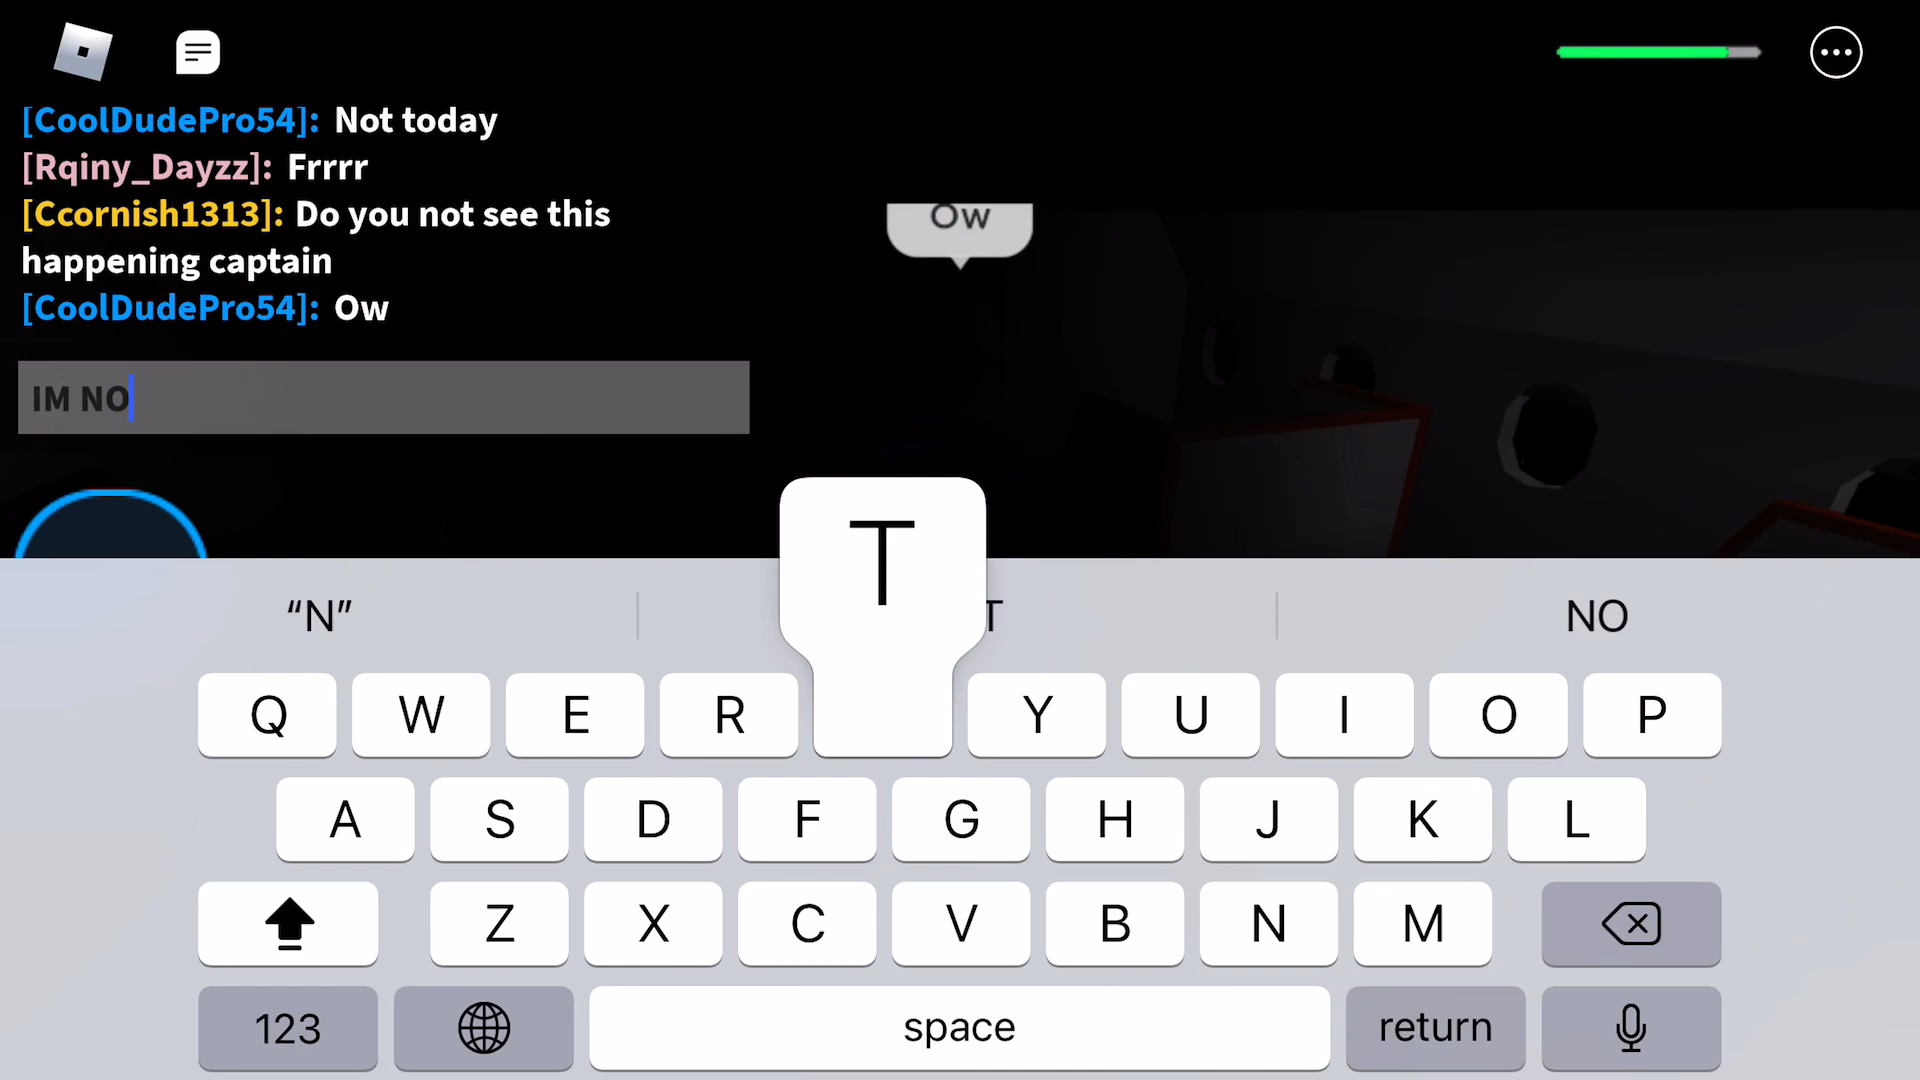 [CoolDudePro54]: Not today
[Rqiny_Dayzz]: Frrrr
[Ccornish1313]: Do you not see this
happening captain
[CoolDudePro54]: Ow
Ow
IM NO
T
“N”
T
NO
Q W E R Y U I O P
A S D F G H J K L
Z X C V B N M
123
space
return